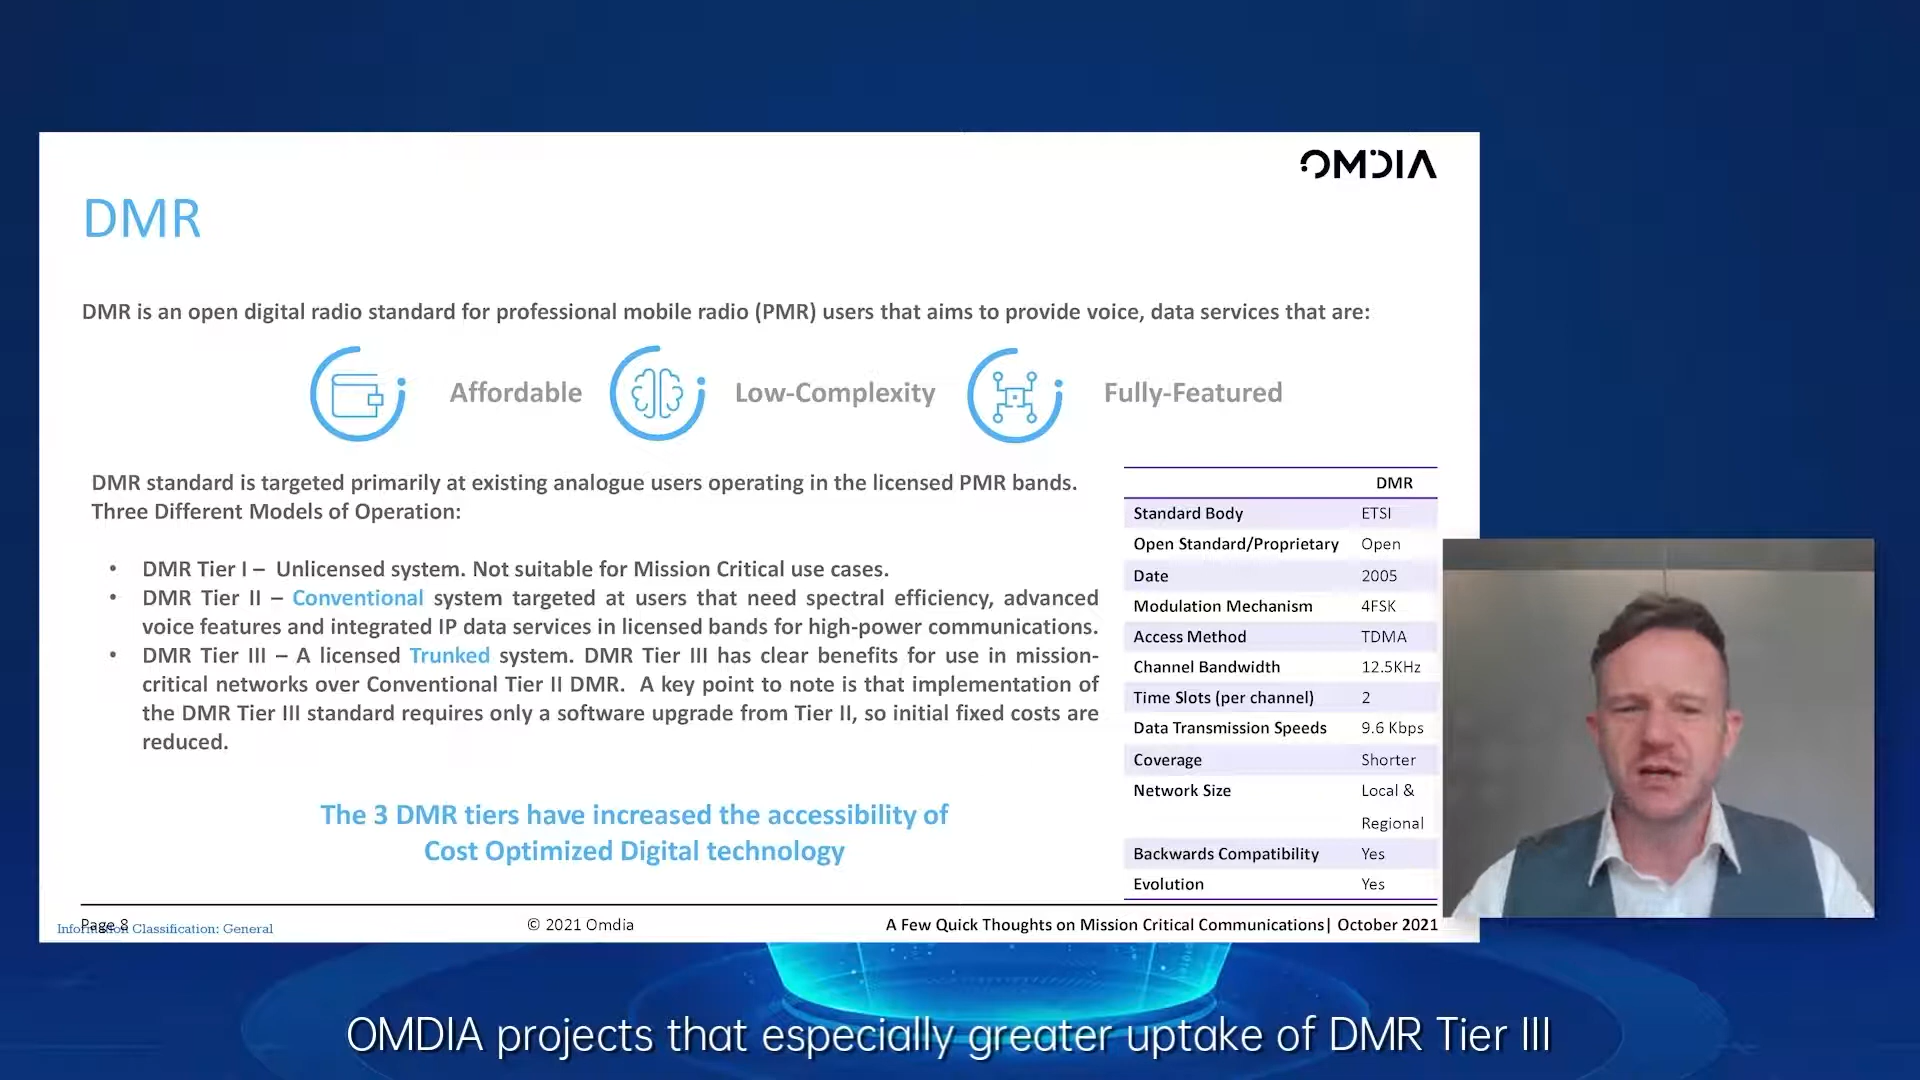 OMDIA
DMR
DMR is an open digital radio standard for professional mobile radio (PMR) users that aims to provide voice, data services that are:
Affordable
Low-Complexity
Fully-Featured
DMR standard is targeted primarily at existing analogue users operating in the licensed PMR bands.
Three Different Models of Operation:
• DMR Tier I – Unlicensed system. Not suitable for Mission Critical use cases.
• DMR Tier II – Conventional system targeted at users that need spectral efficiency, advanced
voice features and integrated IP data services in licensed bands for high-power communications.
• DMR Tier III – A licensed Trunked system. DMR Tier III has clear benefits for use in mission-
critical networks over Conventional Tier II DMR. A key point to note is that implementation of
the DMR Tier III standard requires only a software upgrade from Tier II, so initial fixed costs are
reduced.
The 3 DMR tiers have increased the accessibility of
Cost Optimized Digital technology
DMR
Standard Body ETSI
Open Standard/Proprietary Open
Date 2005
Modulation Mechanism 4FSK
Access Method TDMA
Channel Bandwidth 12.5KHz
Time Slots (per channel) 2
Data Transmission Speeds 9.6 Kbps
Coverage Shorter
Network Size Local &
Regional
Backwards Compatibility Yes
Evolution Yes
Page 8
Information Classification: General
© 2021 Omdia
A Few Quick Thoughts on Mission Critical Communications| October 2021
OMDIA projects that especially greater uptake of DMR Tier III